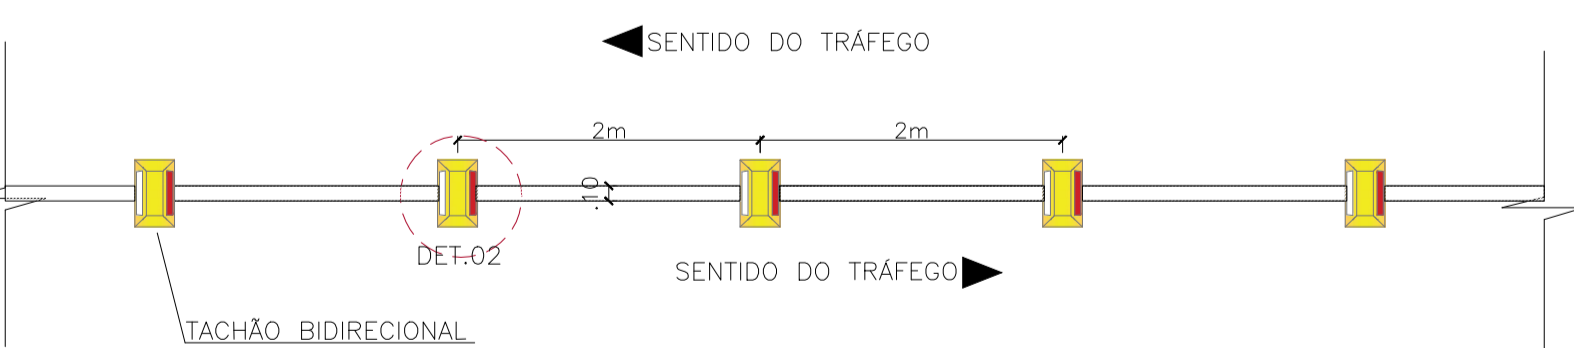 SENTIDO DO TRÁFEGO
2m
2m
.10
DET.02
SENTIDO DO TRÁFEGO
TACHÃO BIDIRECIONAL